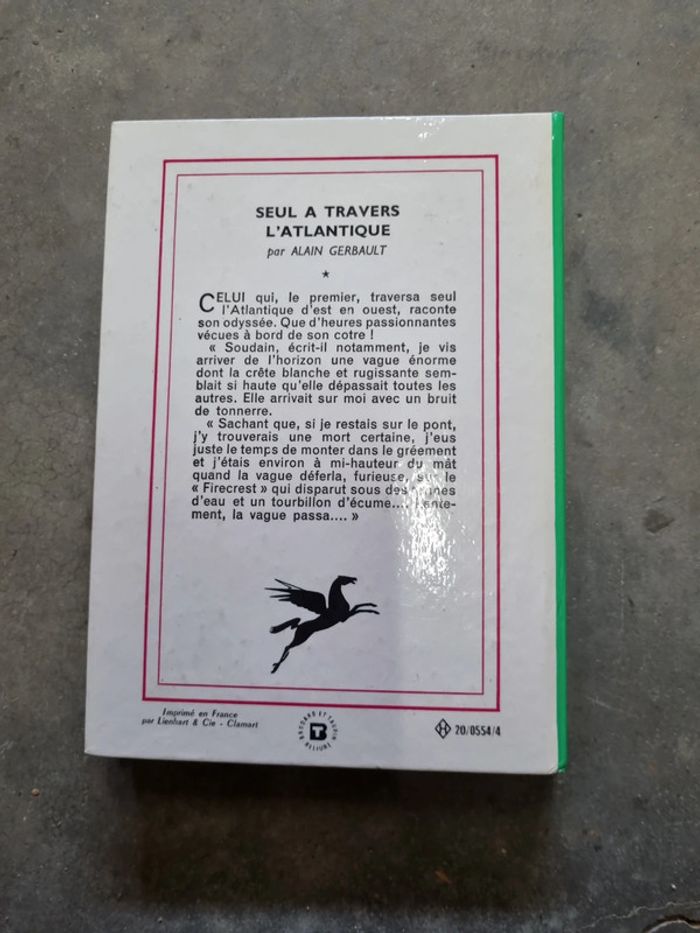 SEUL A TRAVERS
L'ATLANTIQUE
par ALAIN GERBAULT
★
CELUI qui, le premier, traversa seul
l'Atlantique d'est en ouest, raconte
son odyssée. Que d'heures passionnantes
vécues à bord de son cotre !
« Soudain, écrit-il notamment, je vis
arriver de l'horizon une vague énorme
dont la crête blanche et rugissante sem-
blait si haute qu'elle dépassait toutes les
autres. Elle arrivait sur moi avec un bruit
de tonnerre.
« Sachant que, si je restais sur le pont,
j'y trouverais une mort certaine, j'eus
juste le temps de monter dans le gréement
et j'étais environ à mi-hauteur du mât
quand la vague déferla, furieuse, sur le
« Firecrest » qui disparut sous des
d'eau et un tourbillon d'écume.... Lente-
ment, la vague passa.... »
Imprimé en France
par Lienhart & Cie - Clamart
BRODARD ET TAUPIN
RELIURE
TB
H 20/0554/4